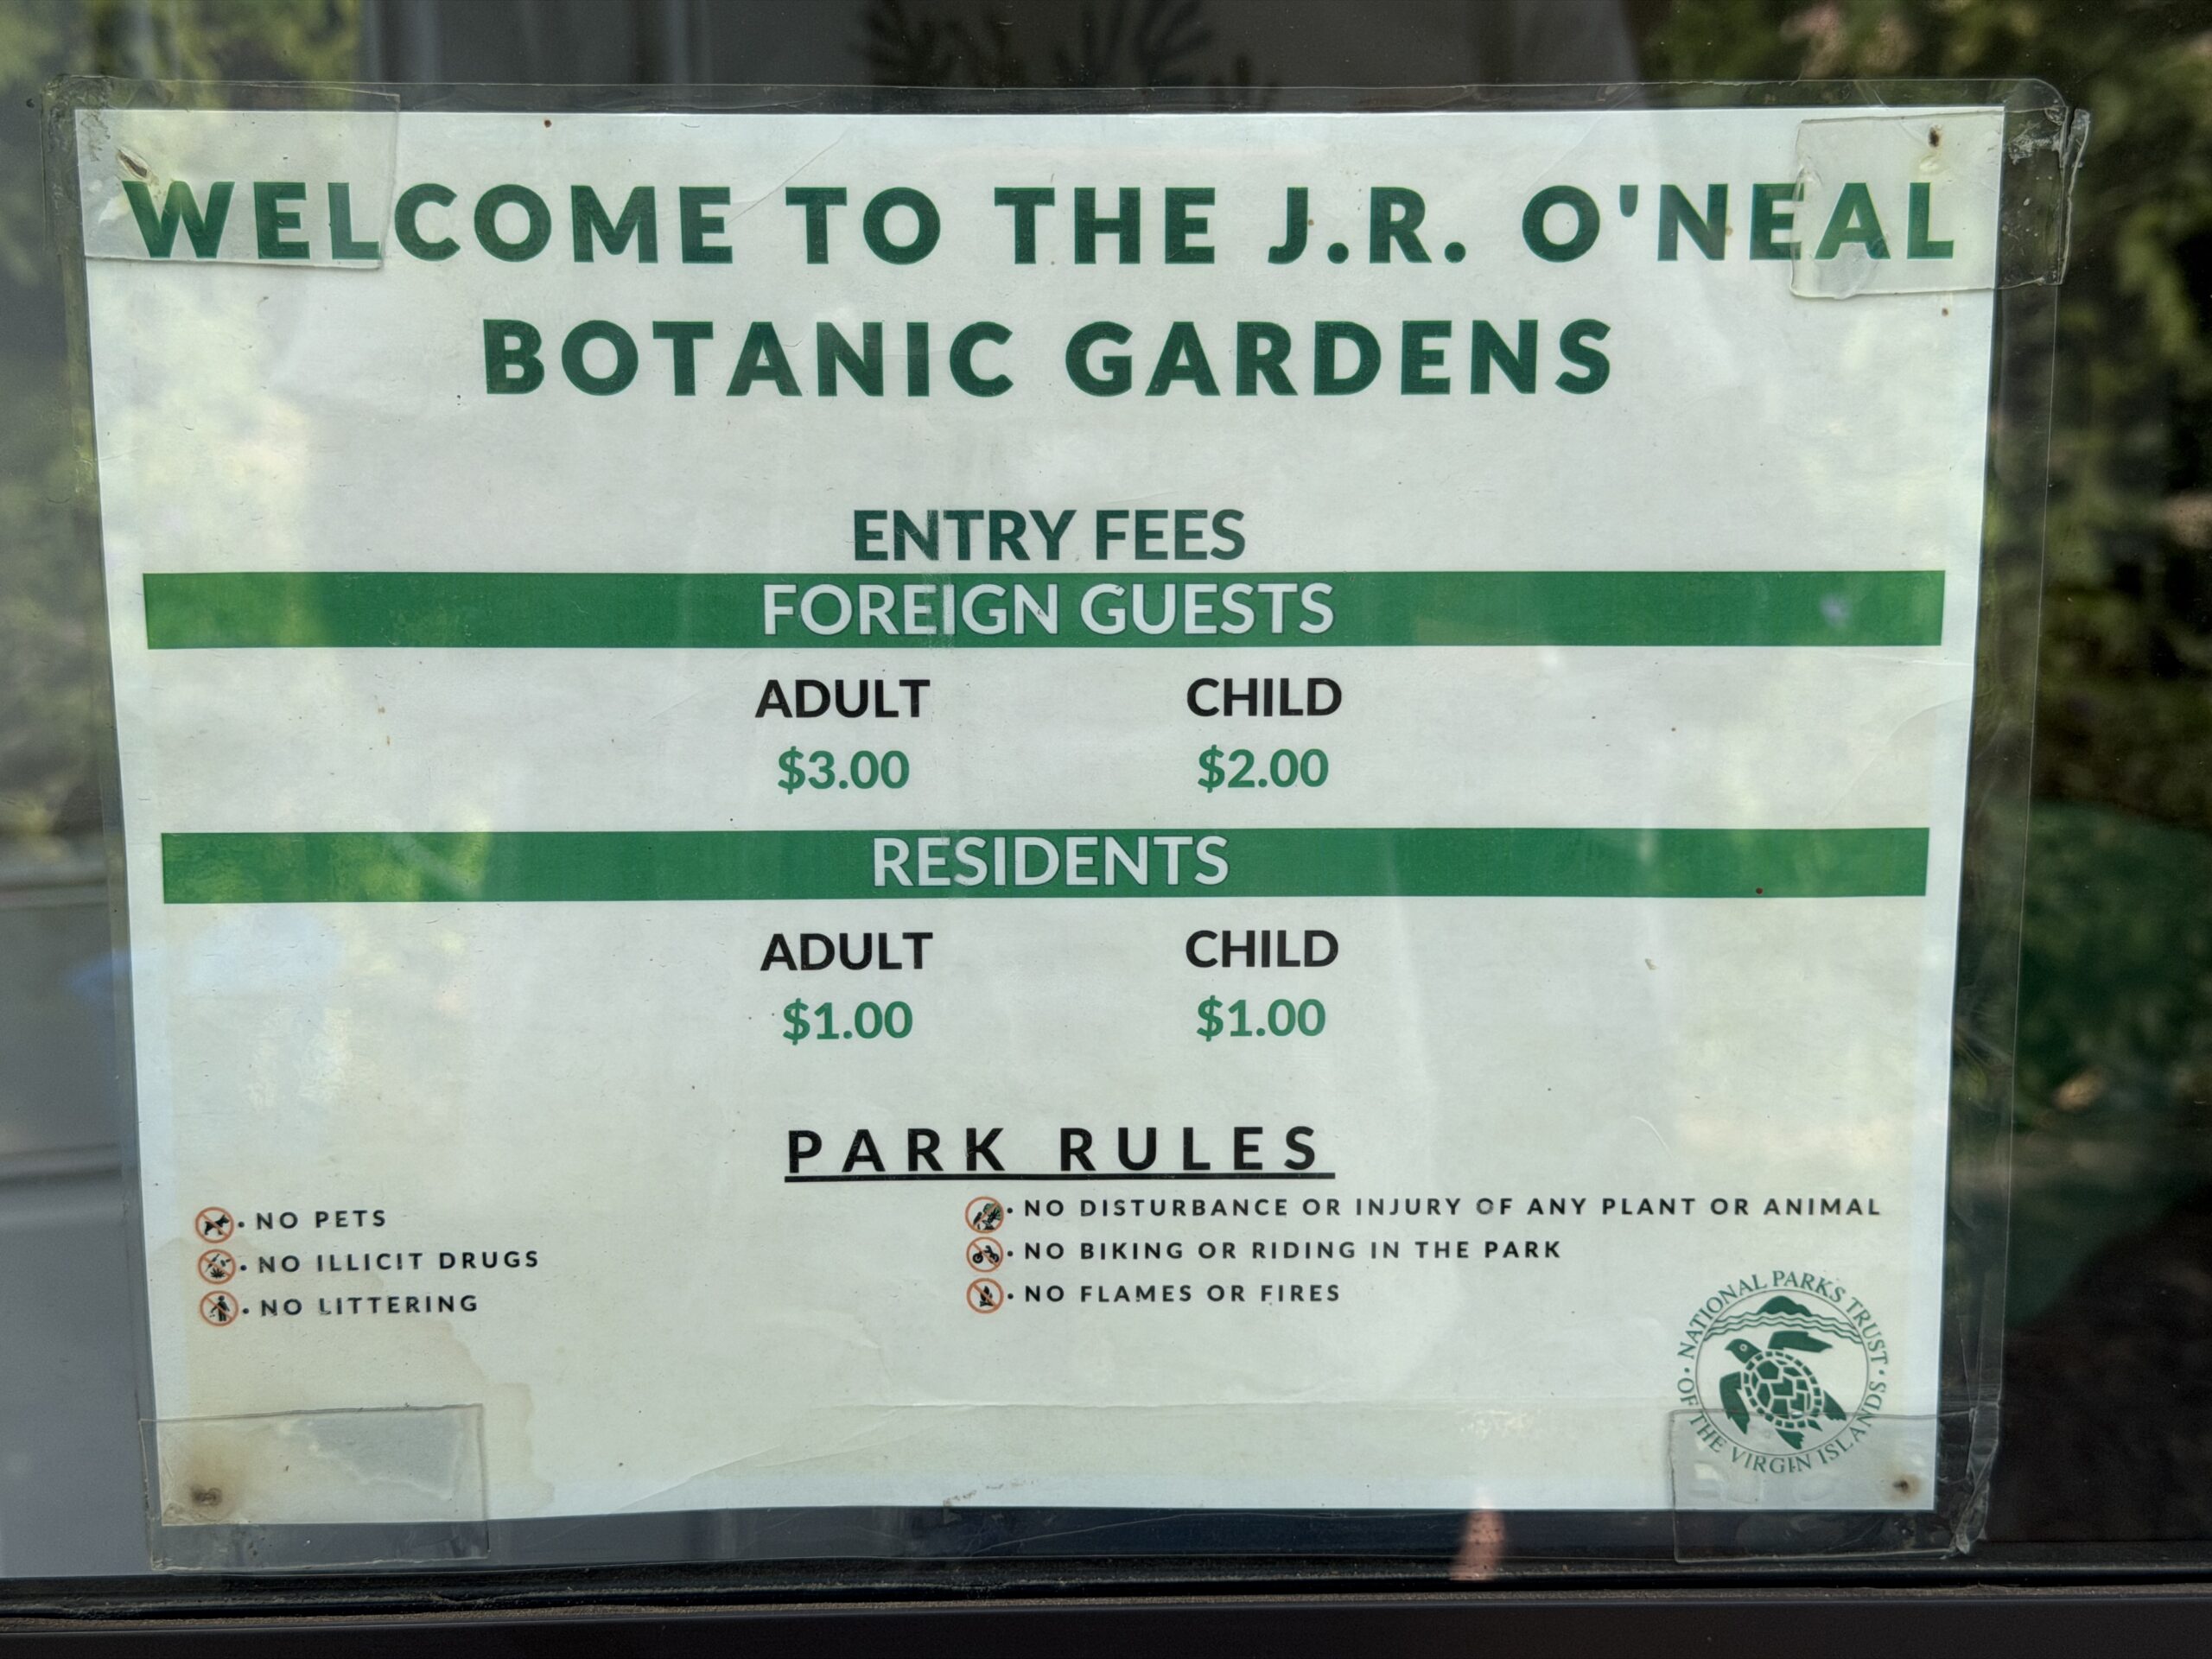 WELCOME TO THE J.R. O'NEAL
BOTANIC GARDENS
ENTRY FEES
FOREIGN GUESTS
ADULT CHILD
$3.00 $2.00
RESIDENTS
ADULT CHILD
$1.00 $1.00
PARK RULES
• NO PETS
• NO ILLICIT DRUGS
• NO LITTERING
• NO DISTURBANCE OR INJURY OF ANY PLANT OR ANIMAL
• NO BIKING OR RIDING IN THE PARK
• NO FLAMES OR FIRES
• NATIONAL PARKS TRUST •
OF THE VIRGIN ISLANDS